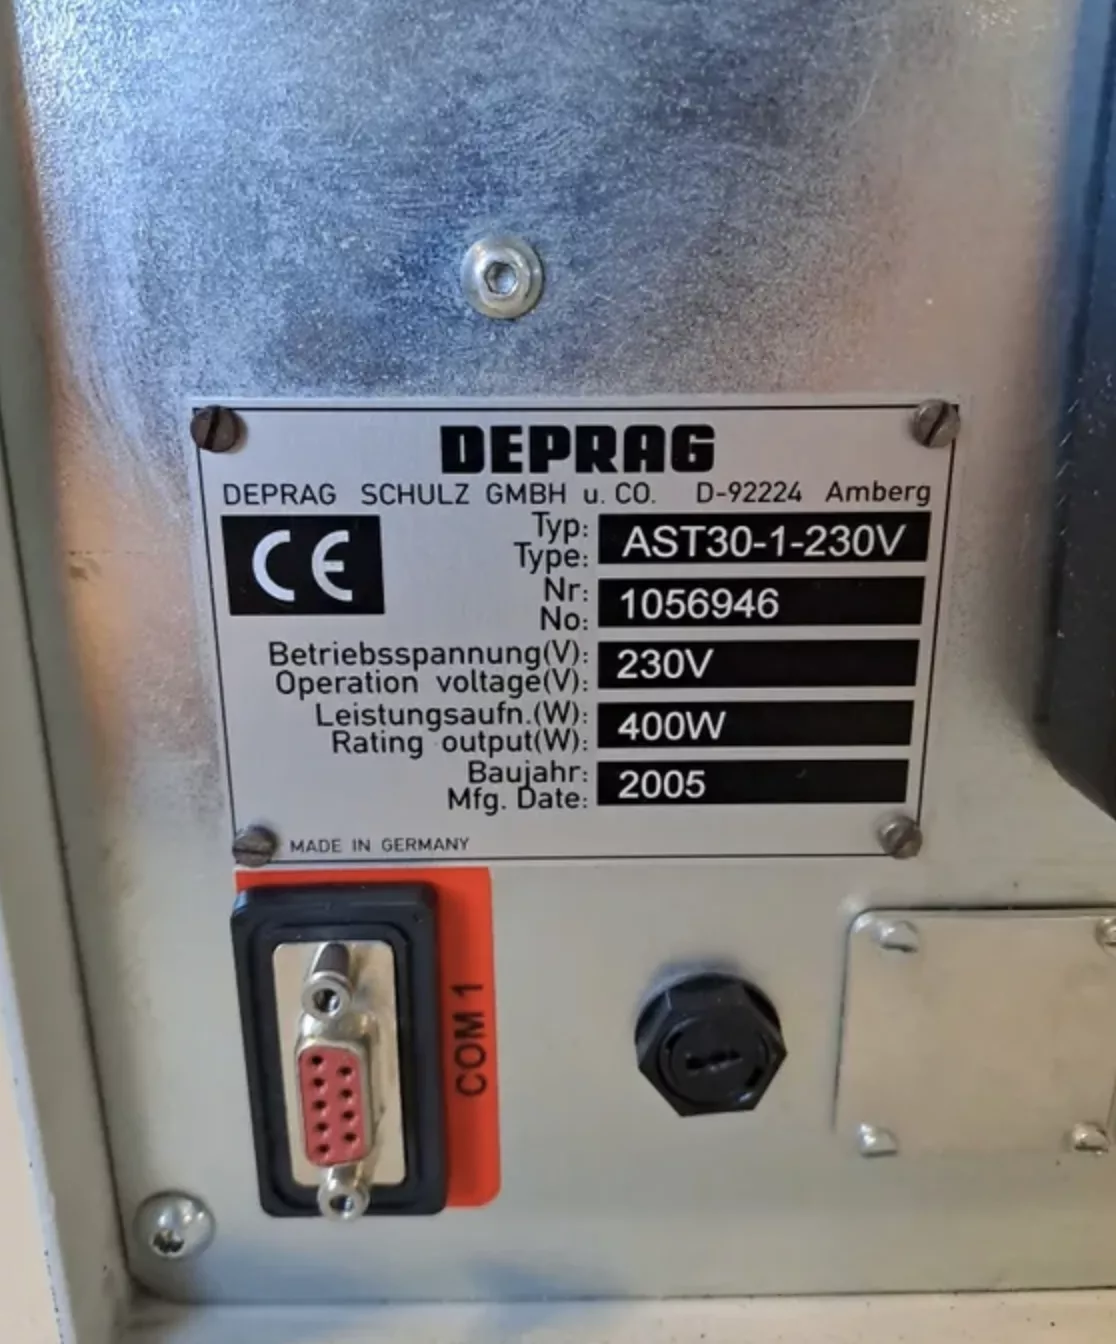 DEPRAG
DEPRAG SCHULZ GMBH u. CO. D-92224 Amberg
CE
Typ:
Type: AST30-1-230V
Nr:
No: 1056946
Betriebsspannung(V):
Operation voltage(V): 230V
Leistungsaufn.(W):
Rating output(W): 400W
Baujahr:
Mfg. Date: 2005
MADE IN GERMANY
COM 1